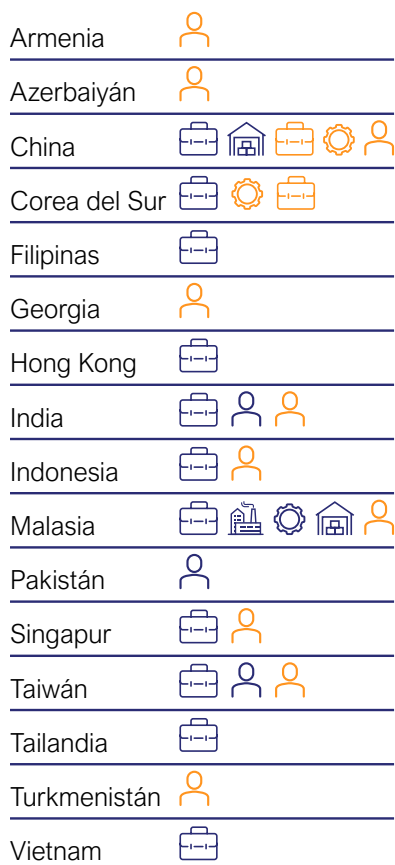 Armenia
Azerbaiyán
China
Corea del Sur
Filipinas
Georgia
Hong Kong
India
Indonesia
Malasia
Pakistán
Singapur
Taiwán
Tailandia
Turkmenistán
Vietnam